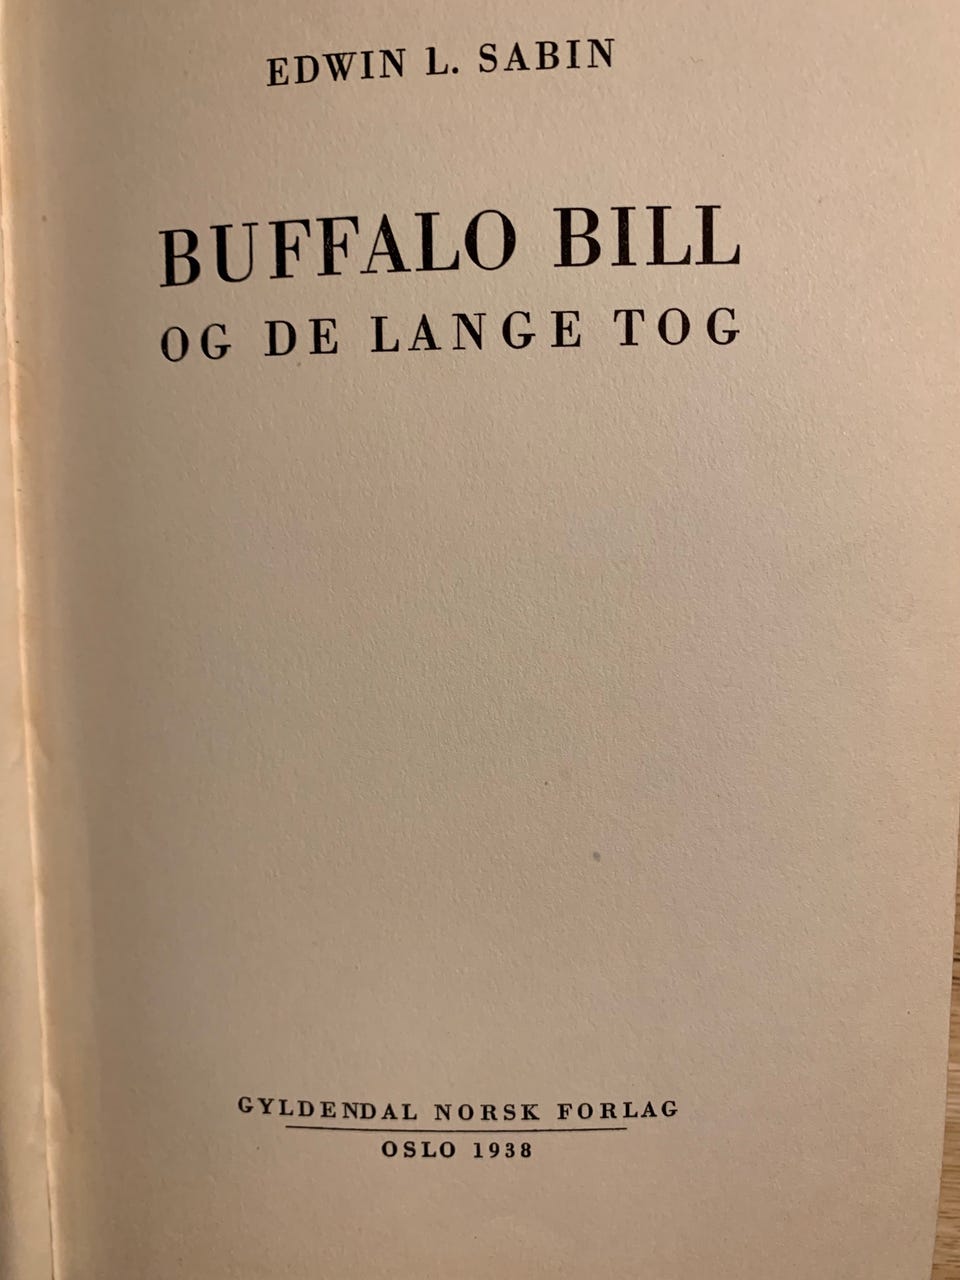 EDWIN L. SABIN
BUFFALO BILL
OG DE LANGE TOG
GYLDENDAL NORSK FORLAG
OSLO 1938